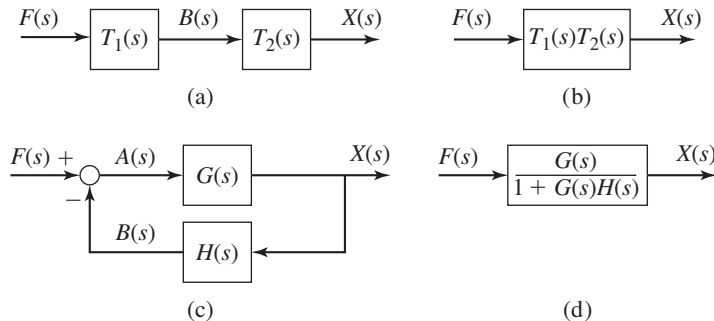 F(s) T₁(s) B(s) T₂(s) X(s)
(a)
F(s) T₁(s)T₂(s) X(s)
(b)
F(s) + A(s) G(s) X(s)
− B(s) H(s)
(c)
F(s) G(s) X(s)
1 + G(s)H(s)
(d)